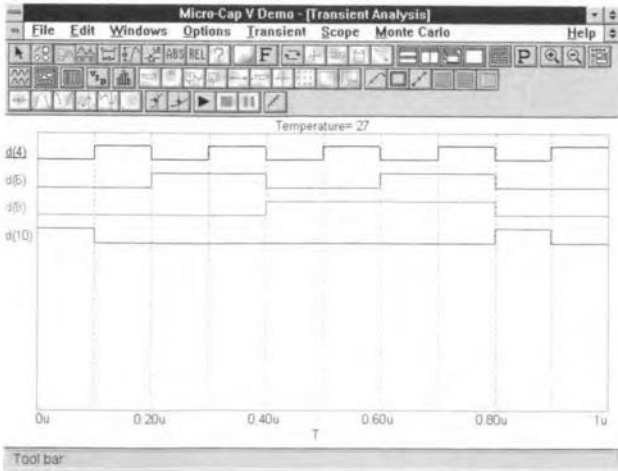 Micro-Cap V Demo - [Transient Analysis]
File Edit Windows Options Transient Scope Monte Carlo Help
ABS REL ? F P
Temperature= 27
d(4)
d(6)
d(8)
d(10)
0u 0.20u 0.40u 0.60u 0.80u 1u
T
Tool bar